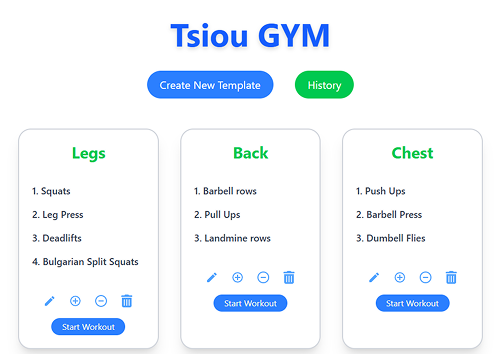 Tsiou GYM
Create New Template
History
Legs
1. Squats
2. Leg Press
3. Deadlifts
4. Bulgarian Split Squats
Start Workout
Back
1. Barbell rows
2. Pull Ups
3. Landmine rows
Start Workout
Chest
1. Push Ups
2. Barbell Press
3. Dumbell Flies
Start Workout